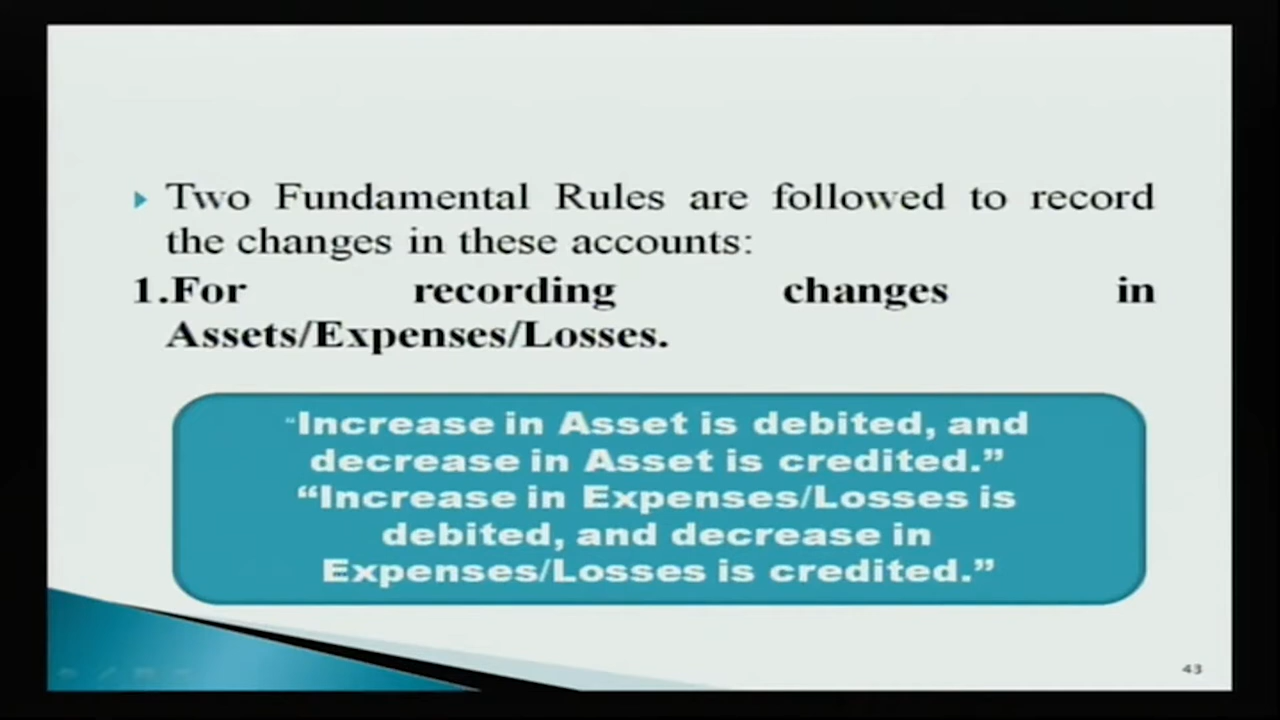 Two Fundamental Rules are followed to record
the changes in these accounts:
1.For recording changes in
Assets/Expenses/Losses.
“Increase in Asset is debited, and
decrease in Asset is credited.”
“Increase in Expenses/Losses is
debited, and decrease in
Expenses/Losses is credited.”
43